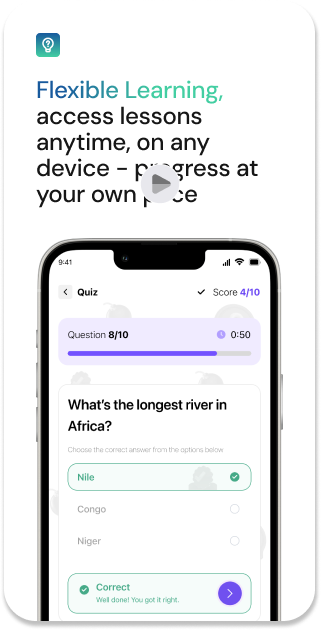 Flexible Learning,
access lessons
anytime, on any
device - progress at
your own pace
9:41
Quiz
Score 4/10
Question 8/10
0:50
What's the longest river in
Africa?
Choose the correct answer from the options below
Nile
Congo
Niger
Correct
Well done! You got it right.